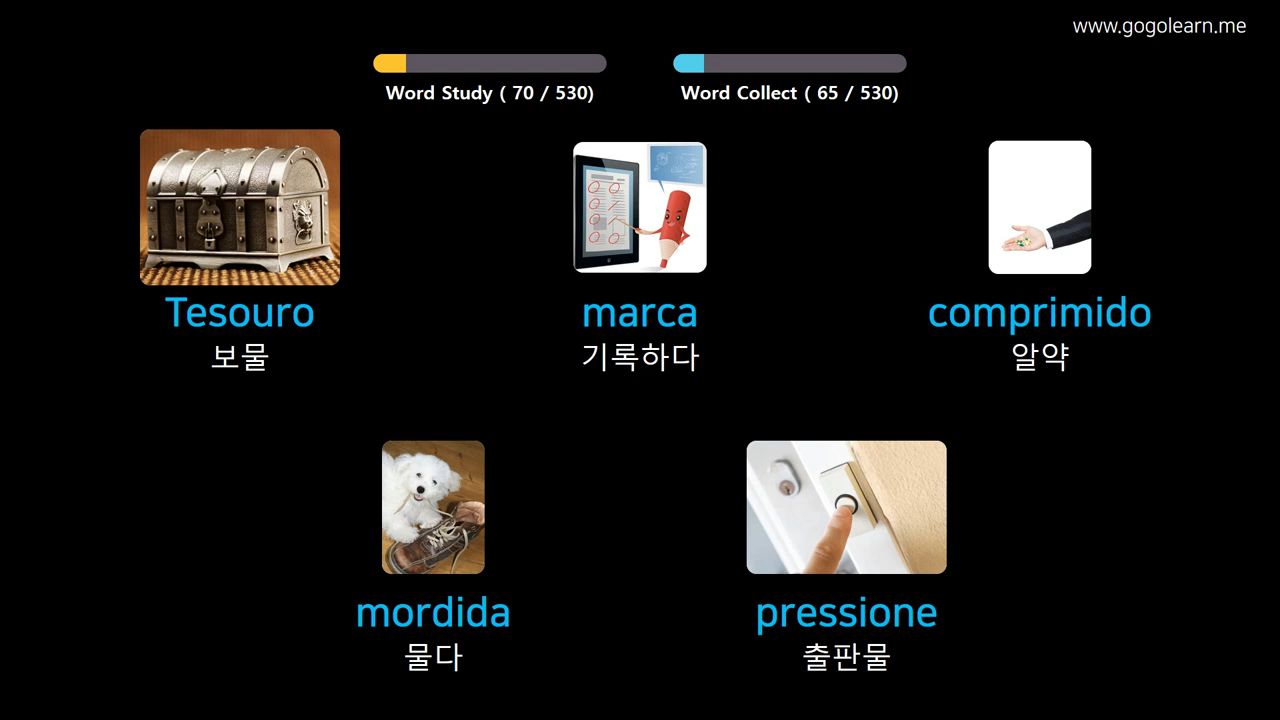 www.gogolearn.me
Word Study ( 70 / 530)
Word Collect ( 65 / 530)
Tesouro
보물
marca
기록하다
comprimido
알약
mordida
물다
pressione
출판물